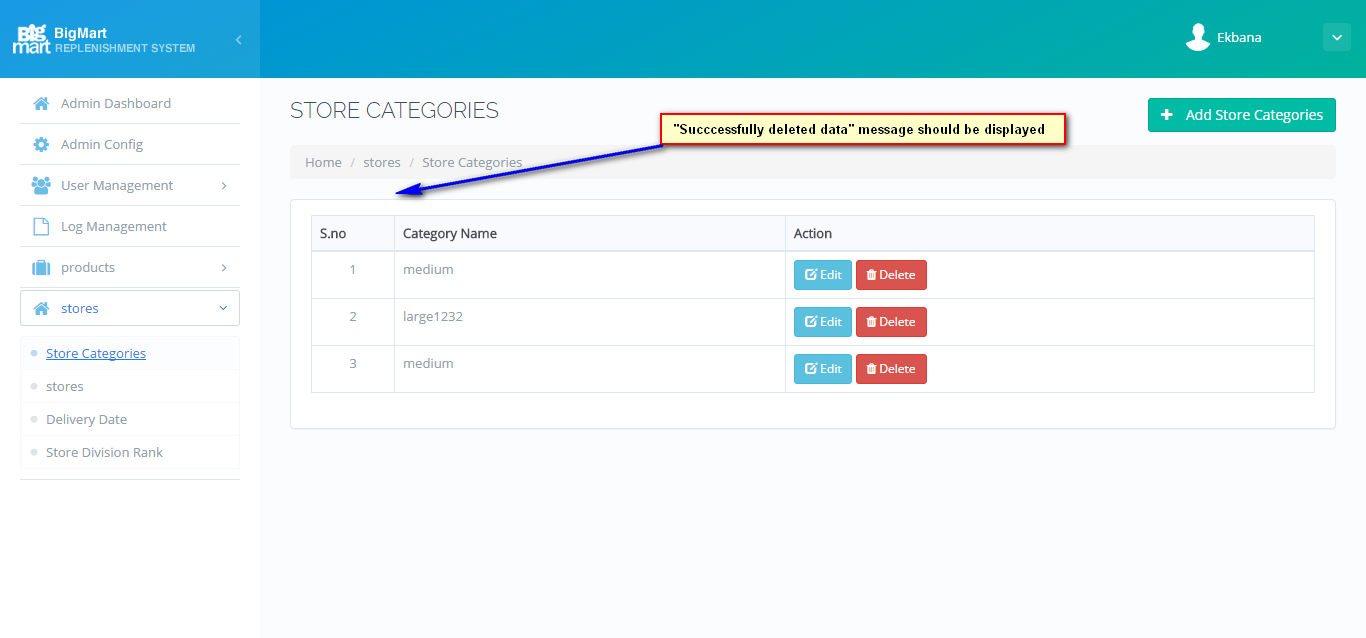 Big mart
BigMart
REPLENISHMENT SYSTEM
Ekbana
Admin Dashboard
Admin Config
User Management
Log Management
products
stores
Store Categories
stores
Delivery Date
Store Division Rank
STORE CATEGORIES
Add Store Categories
"Succcessfully deleted data" message should be displayed
Home / stores / Store Categories
S.no Category Name Action
1 medium Edit Delete
2 large1232 Edit Delete
3 medium Edit Delete